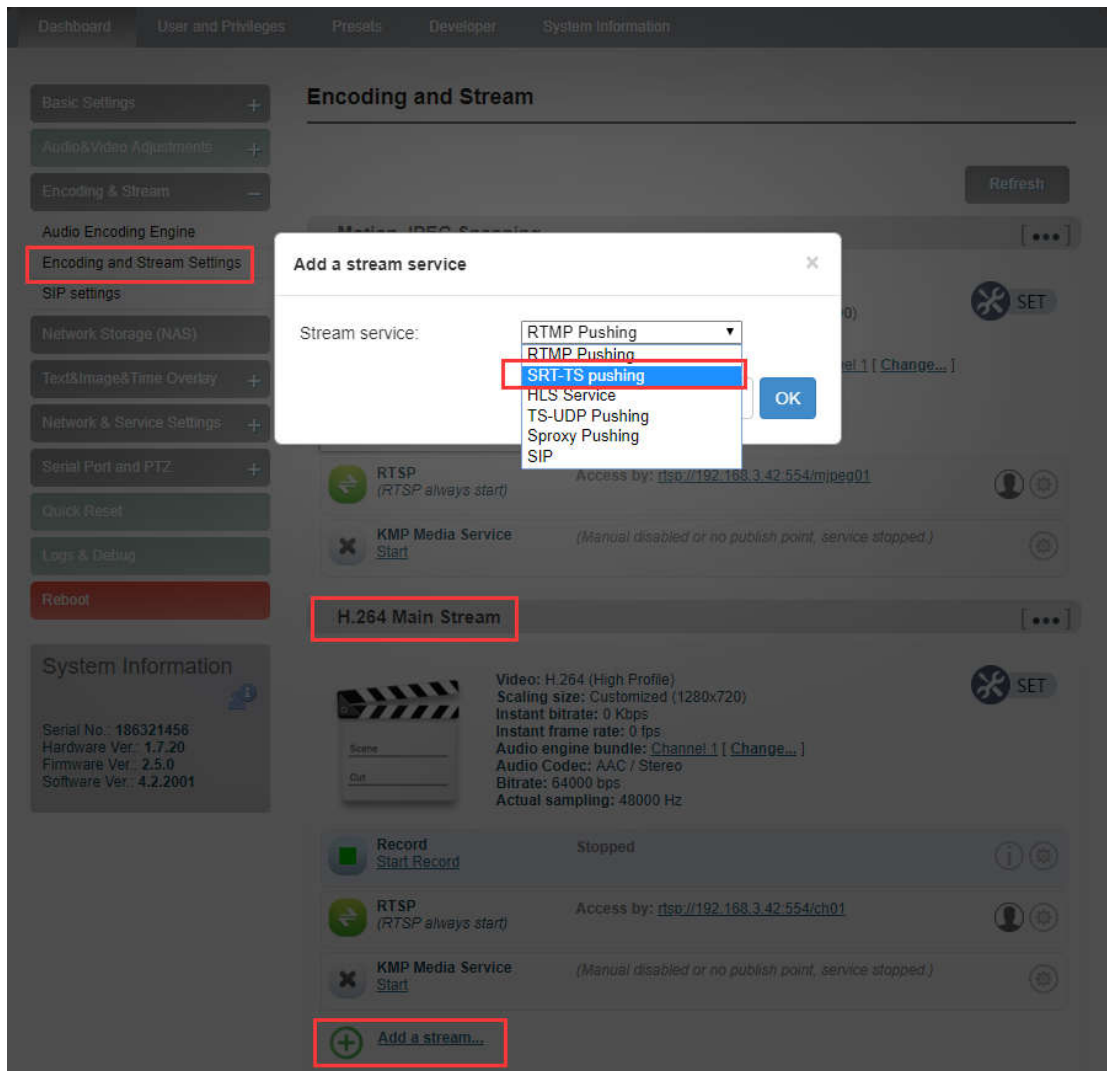 Dashboard
User and Privileges
Presets
Developer
System Information
Basic Settings
Audio&Video Adjustments
Encoding & Stream
Audio Encoding Engine
Encoding and Stream Settings
SIP settings
Network Storage (NAS)
Text&Image&Time Overlay
Network & Service Settings
Serial Port and PTZ
Quick Reset
Logs & Debug
Reboot
System Information
Serial No.: 186321456
Hardware Ver.: 1.7.20
Firmware Ver.: 2.5.0
Software Ver.: 4.2.2001
Encoding and Stream
Refresh
[ ••• ]
SET
Add a stream service ×
Stream service:
RTMP Pushing
RTMP Pushing
SRT-TS pushing
HLS Service
TS-UDP Pushing
Sproxy Pushing
SIP
OK
0)
el 1 [ Change... ]
RTSP
(RTSP always start)
Access by: rtsp://192.168.3.42:554/mjpeg01
KMP Media Service
Start
(Manual disabled or no publish point, service stopped.)
H.264 Main Stream
[ ••• ]
SET
Scene
Cut
Video: H.264 (High Profile)
Scaling size: Customized (1280x720)
Instant bitrate: 0 Kbps
Instant frame rate: 0 fps
Audio engine bundle: Channel 1 [ Change... ]
Audio Codec: AAC / Stereo
Bitrate: 64000 bps
Actual sampling: 48000 Hz
Record
Start Record
Stopped
RTSP
(RTSP always start)
Access by: rtsp://192.168.3.42:554/ch01
KMP Media Service
Start
(Manual disabled or no publish point, service stopped.)
Add a stream...